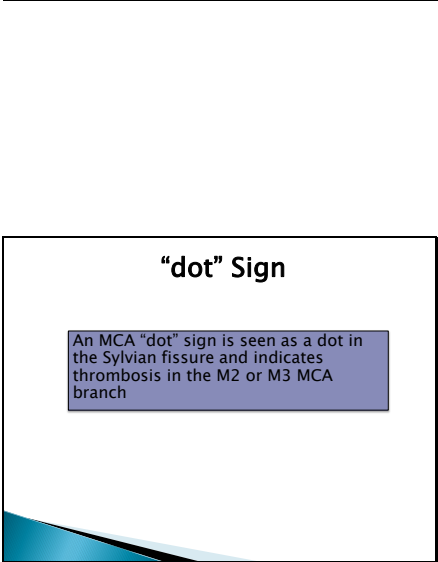 “dot” Sign
An MCA “dot” sign is seen as a dot in
the Sylvian fissure and indicates
thrombosis in the M2 or M3 MCA
branch